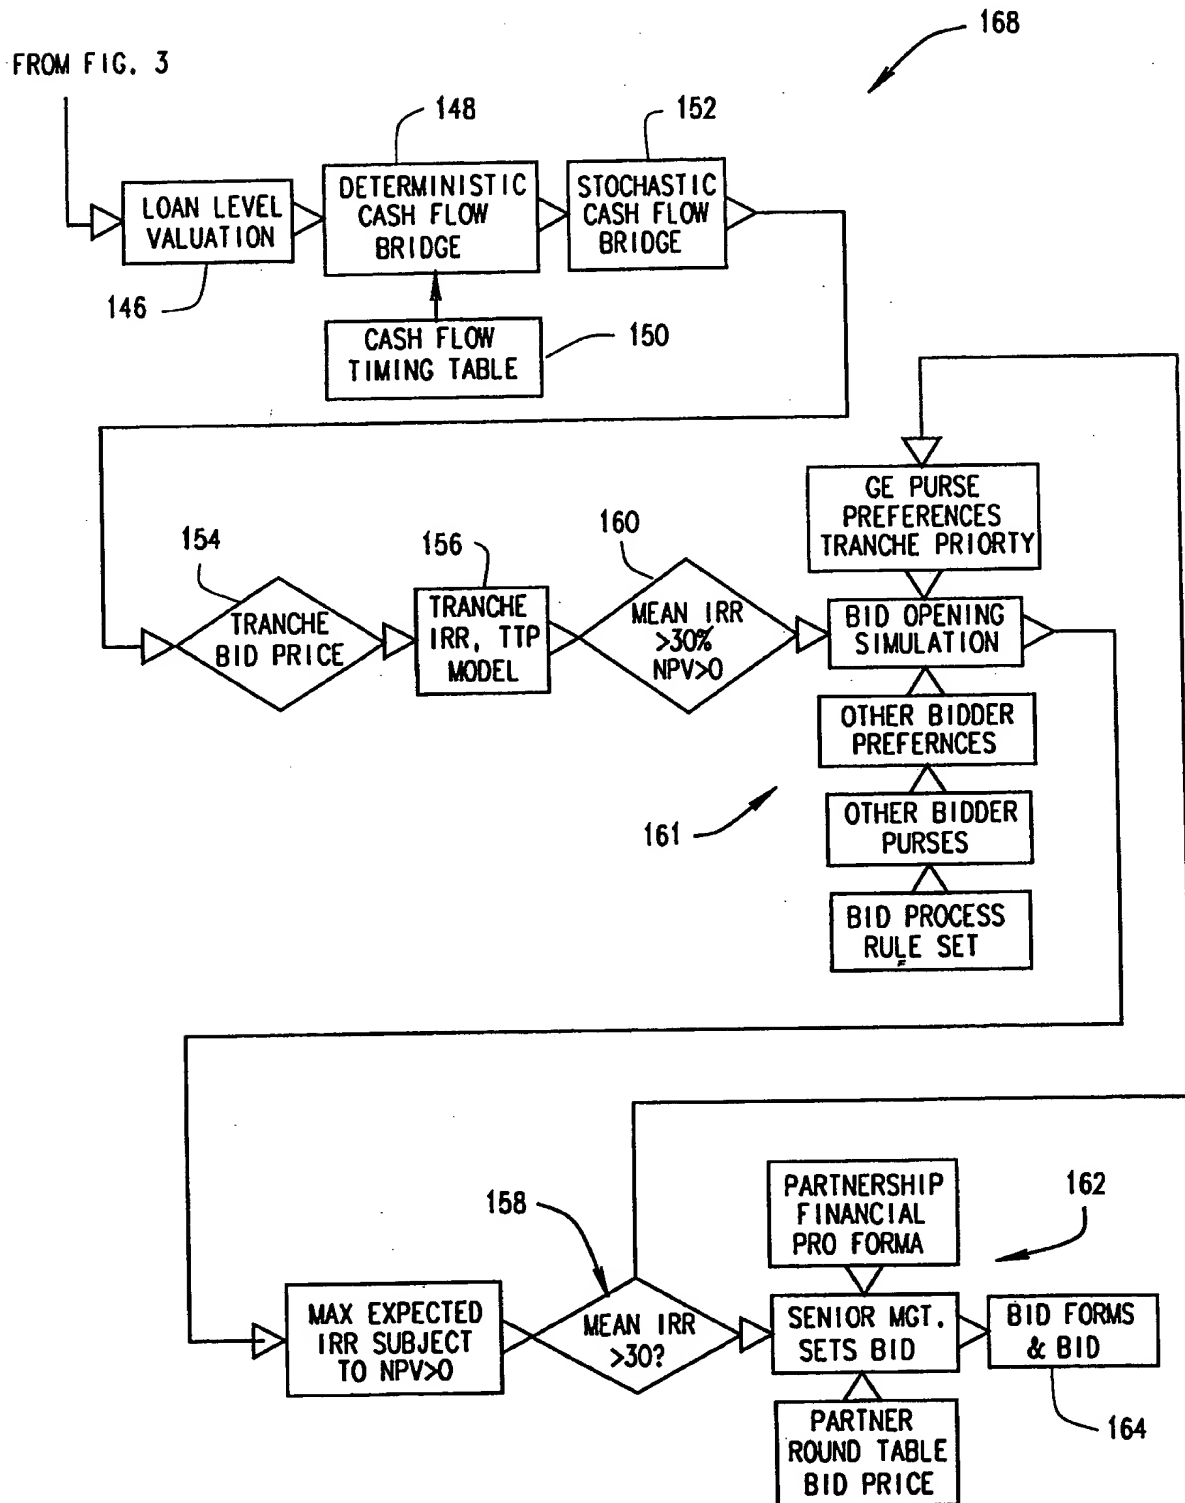 168
FROM FIG. 3
148
152
LOAN LEVEL
VALUATION
DETERMINISTIC
CASH FLOW
BRIDGE
STOCHASTIC
CASH FLOW
BRIDGE
146
CASH FLOW
TIMING TABLE
150
GE PURSE
PREFERENCES
TRANCHE PRIORTY
154
156
160
TRANCHE
BID PRICE
TRANCHE
IRR, TTP
MODEL
MEAN IRR
>30%
NPV>0
BID OPENING
SIMULATION
OTHER BIDDER
PREFERNCES
161
OTHER BIDDER
PURSES
BID PROCESS
RULE SET
158
PARTNERSHIP
FINANCIAL
PRO FORMA
162
MAX EXPECTED
IRR SUBJECT
TO NPV>0
MEAN IRR
>30?
SENIOR MGT.
SETS BID
BID FORMS
& BID
PARTNER
ROUND TABLE
BID PRICE
164